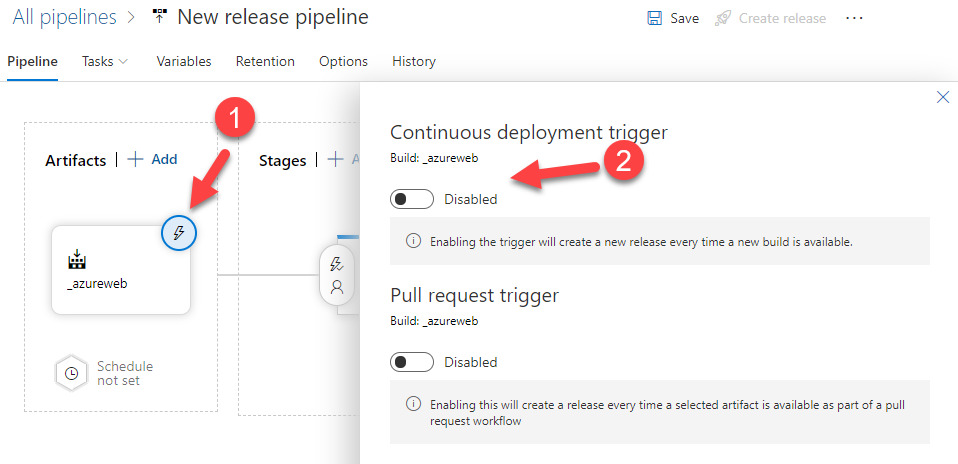 All pipelines > New release pipeline
Save Create release ...
Pipeline Tasks Variables Retention Options History
1
Artifacts | + Add
Stages | + A
_azureweb
Schedule
not set
Continuous deployment trigger
Build: _azureweb
2
Disabled
Enabling the trigger will create a new release every time a new build is available.
Pull request trigger
Build: _azureweb
Disabled
Enabling this will create a release every time a selected artifact is available as part of a pull
request workflow